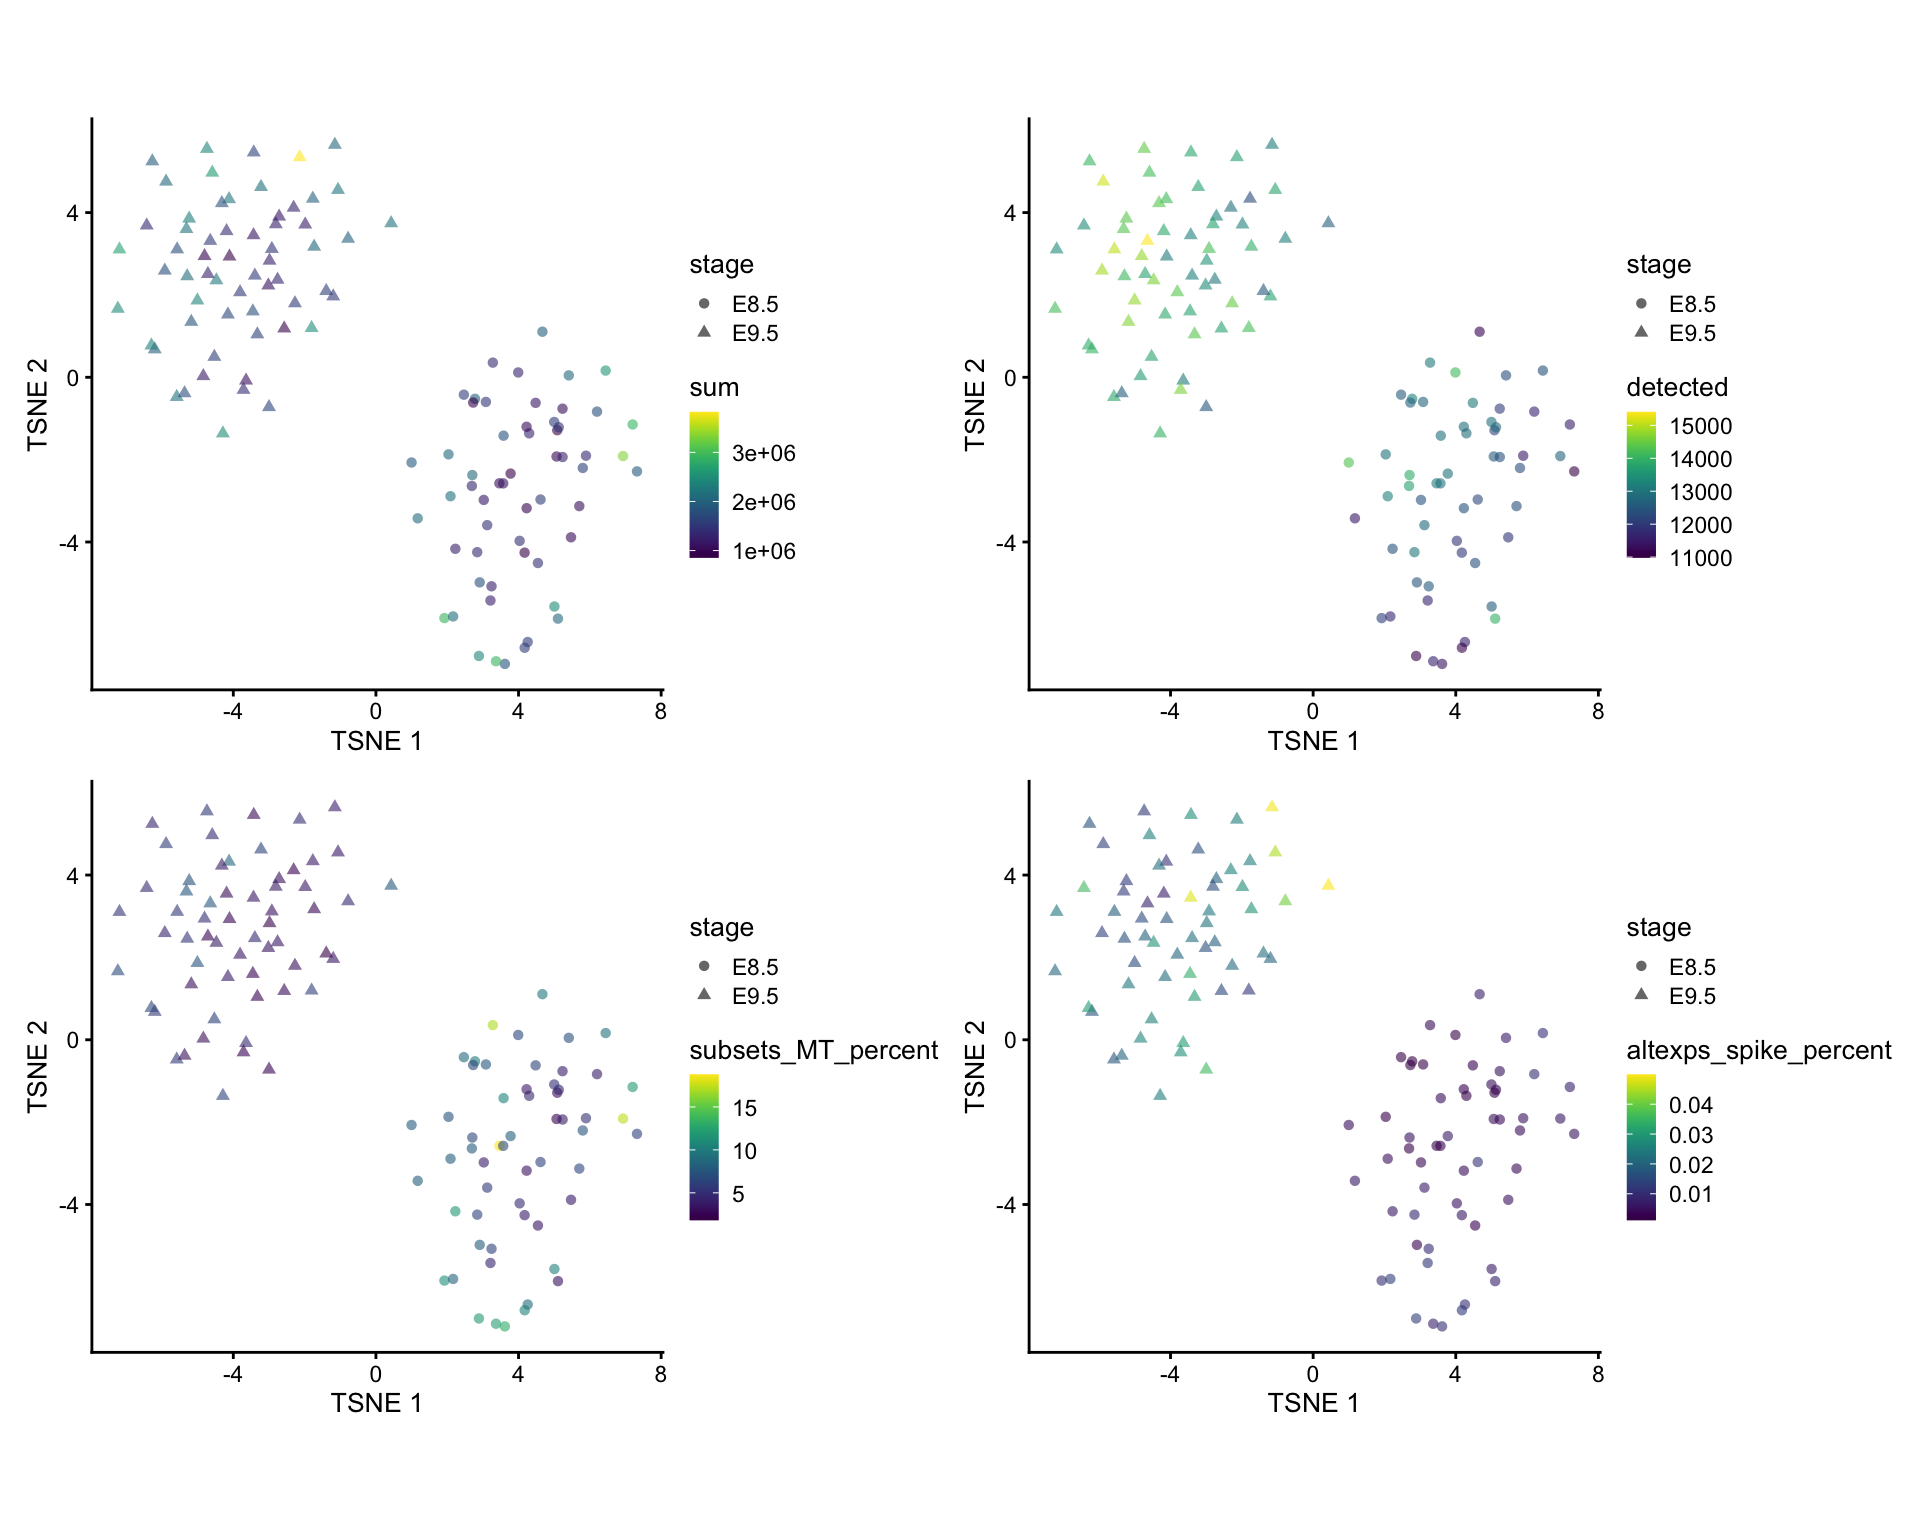 stage
E8.5
E9.5
sum
3e+06
2e+06
1e+06
4
0
-4
TSNE 2
-4
0
4
8
TSNE 1
stage
E8.5
E9.5
detected
15000
14000
13000
12000
11000
4
0
-4
TSNE 2
-4
0
4
8
TSNE 1
stage
E8.5
E9.5
subsets_MT_percent
15
10
5
4
0
-4
TSNE 2
-4
0
4
8
TSNE 1
stage
E8.5
E9.5
altexps_spike_percent
0.04
0.03
0.02
0.01
4
0
-4
TSNE 2
-4
0
4
8
TSNE 1